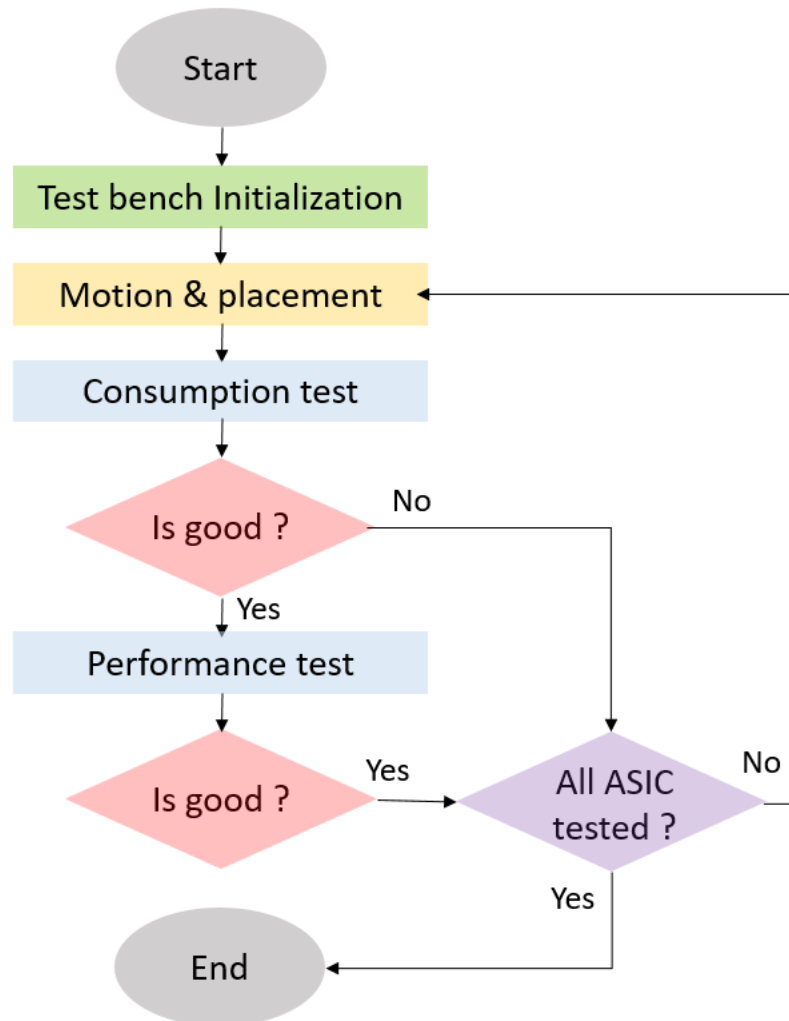 Start
Test bench Initialization
Motion & placement
Consumption test
No
Is good ?
Yes
Performance test
Yes
Is good ?
All ASIC
tested ?
No
Yes
End